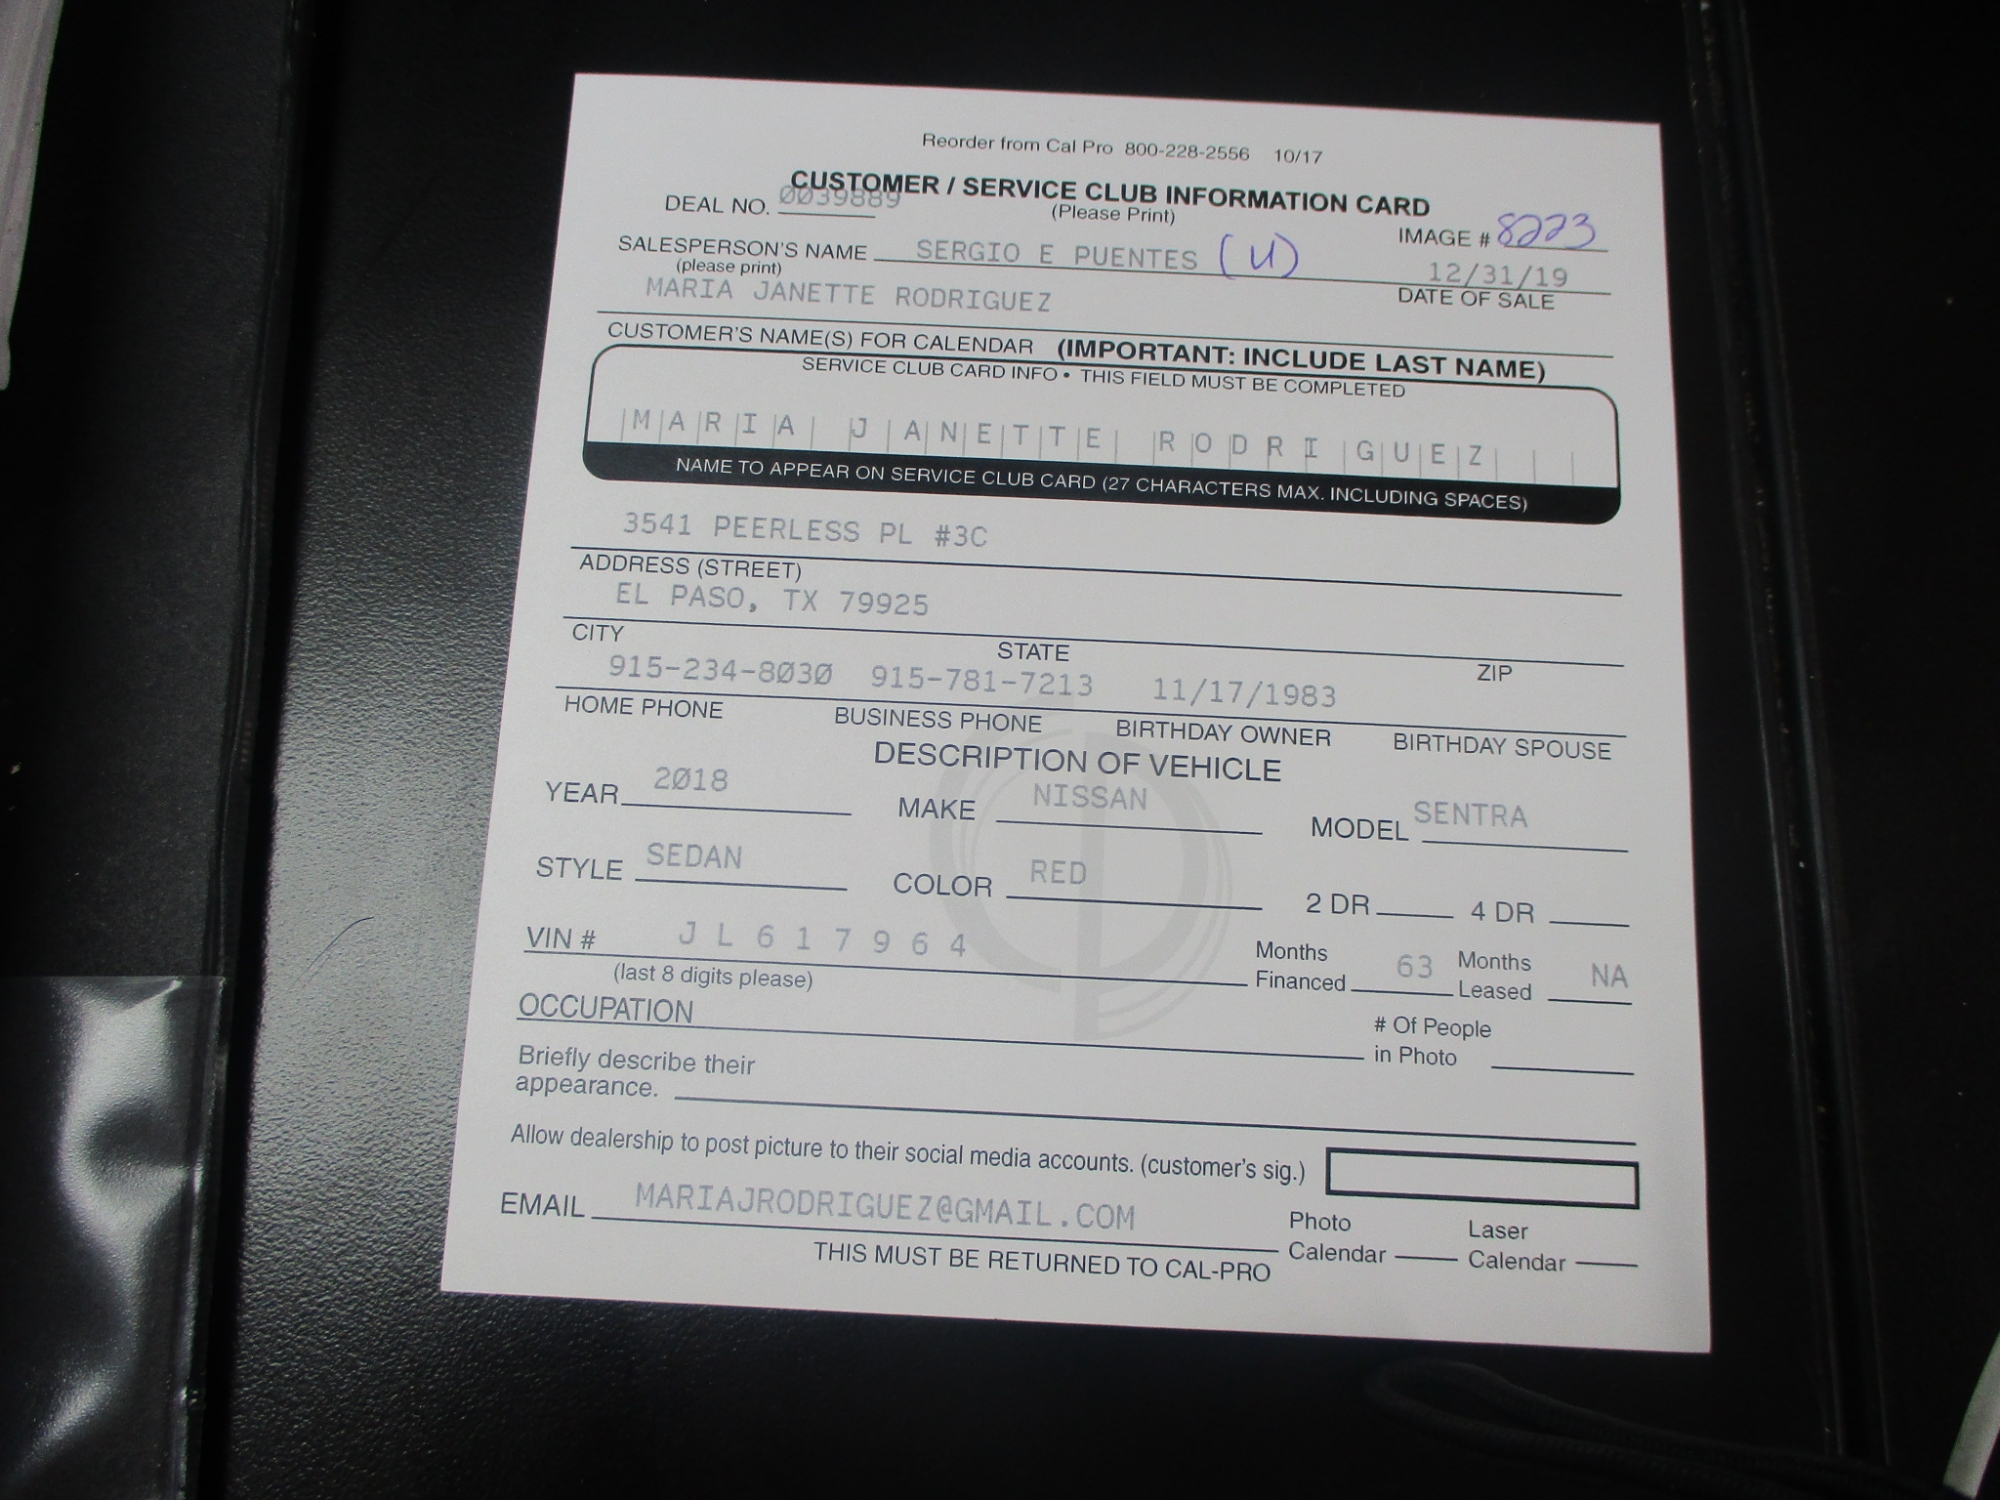 Reorder from Cal Pro 800-228-2556 10/17
CUSTOMER / SERVICE CLUB INFORMATION CARD
(Please Print)
DEAL NO. 0039889
IMAGE # 8223
SALESPERSON'S NAME SERGIO E PUENTES (U) 12/31/19
(please print) DATE OF SALE
MARIA JANETTE RODRIGUEZ
CUSTOMER'S NAME(S) FOR CALENDAR (IMPORTANT: INCLUDE LAST NAME)
SERVICE CLUB CARD INFO • THIS FIELD MUST BE COMPLETED
MARIA JANETTE RODRIGUEZ
NAME TO APPEAR ON SERVICE CLUB CARD (27 CHARACTERS MAX. INCLUDING SPACES)
3541 PEERLESS PL #3C
ADDRESS (STREET)
EL PASO, TX 79925
CITY STATE ZIP
915-234-8030 915-781-7213 11/17/1983
HOME PHONE BUSINESS PHONE BIRTHDAY OWNER BIRTHDAY SPOUSE
DESCRIPTION OF VEHICLE
YEAR 2018 MAKE NISSAN MODEL SENTRA
STYLE SEDAN COLOR RED 2 DR 4 DR
VIN # JL617964 Months Financed 63 Months Leased NA
(last 8 digits please)
OCCUPATION # Of People in Photo
Briefly describe their
appearance.
Allow dealership to post picture to their social media accounts. (customer's sig.)
EMAIL MARIAJRODRIGUEZ@GMAIL.COM Photo Calendar Laser Calendar
THIS MUST BE RETURNED TO CAL-PRO